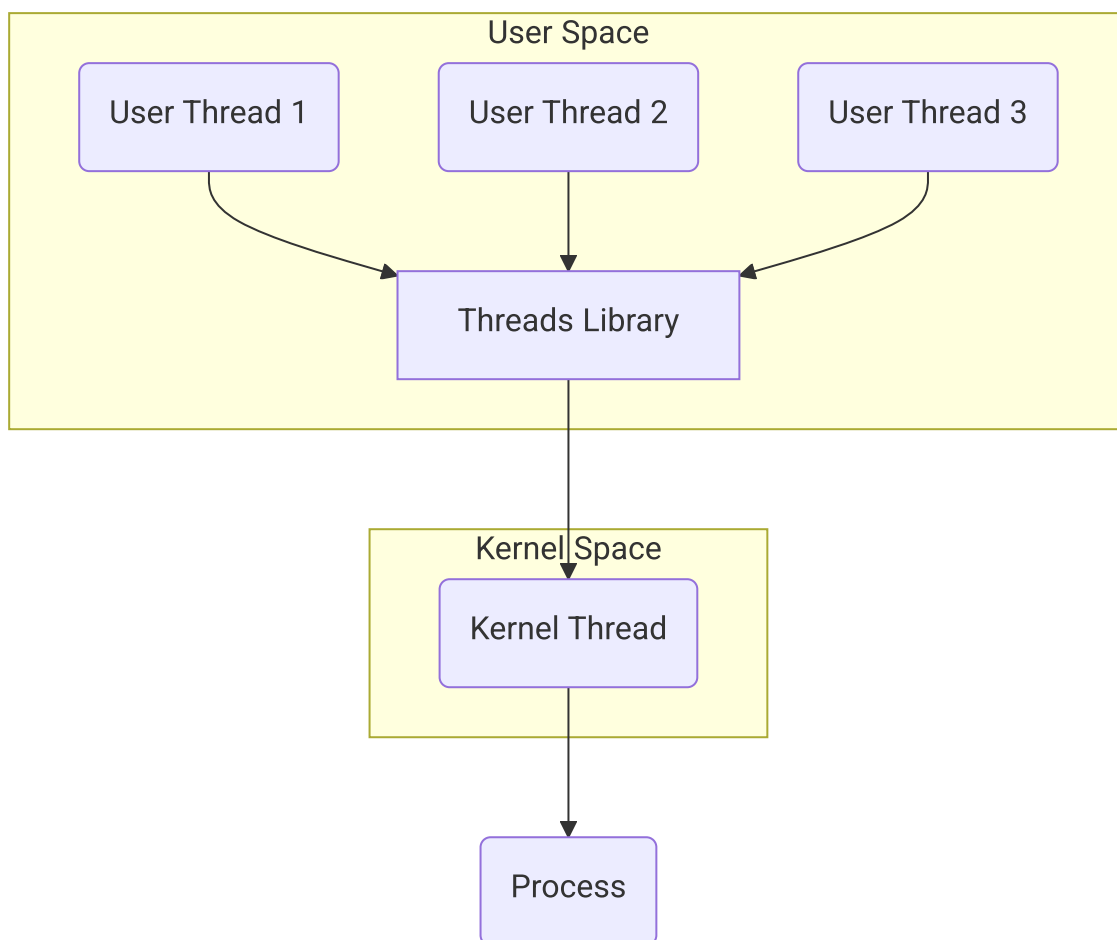 User Space
User Thread 1
User Thread 2
User Thread 3
Threads Library
Kernel Space
Kernel Thread
Process